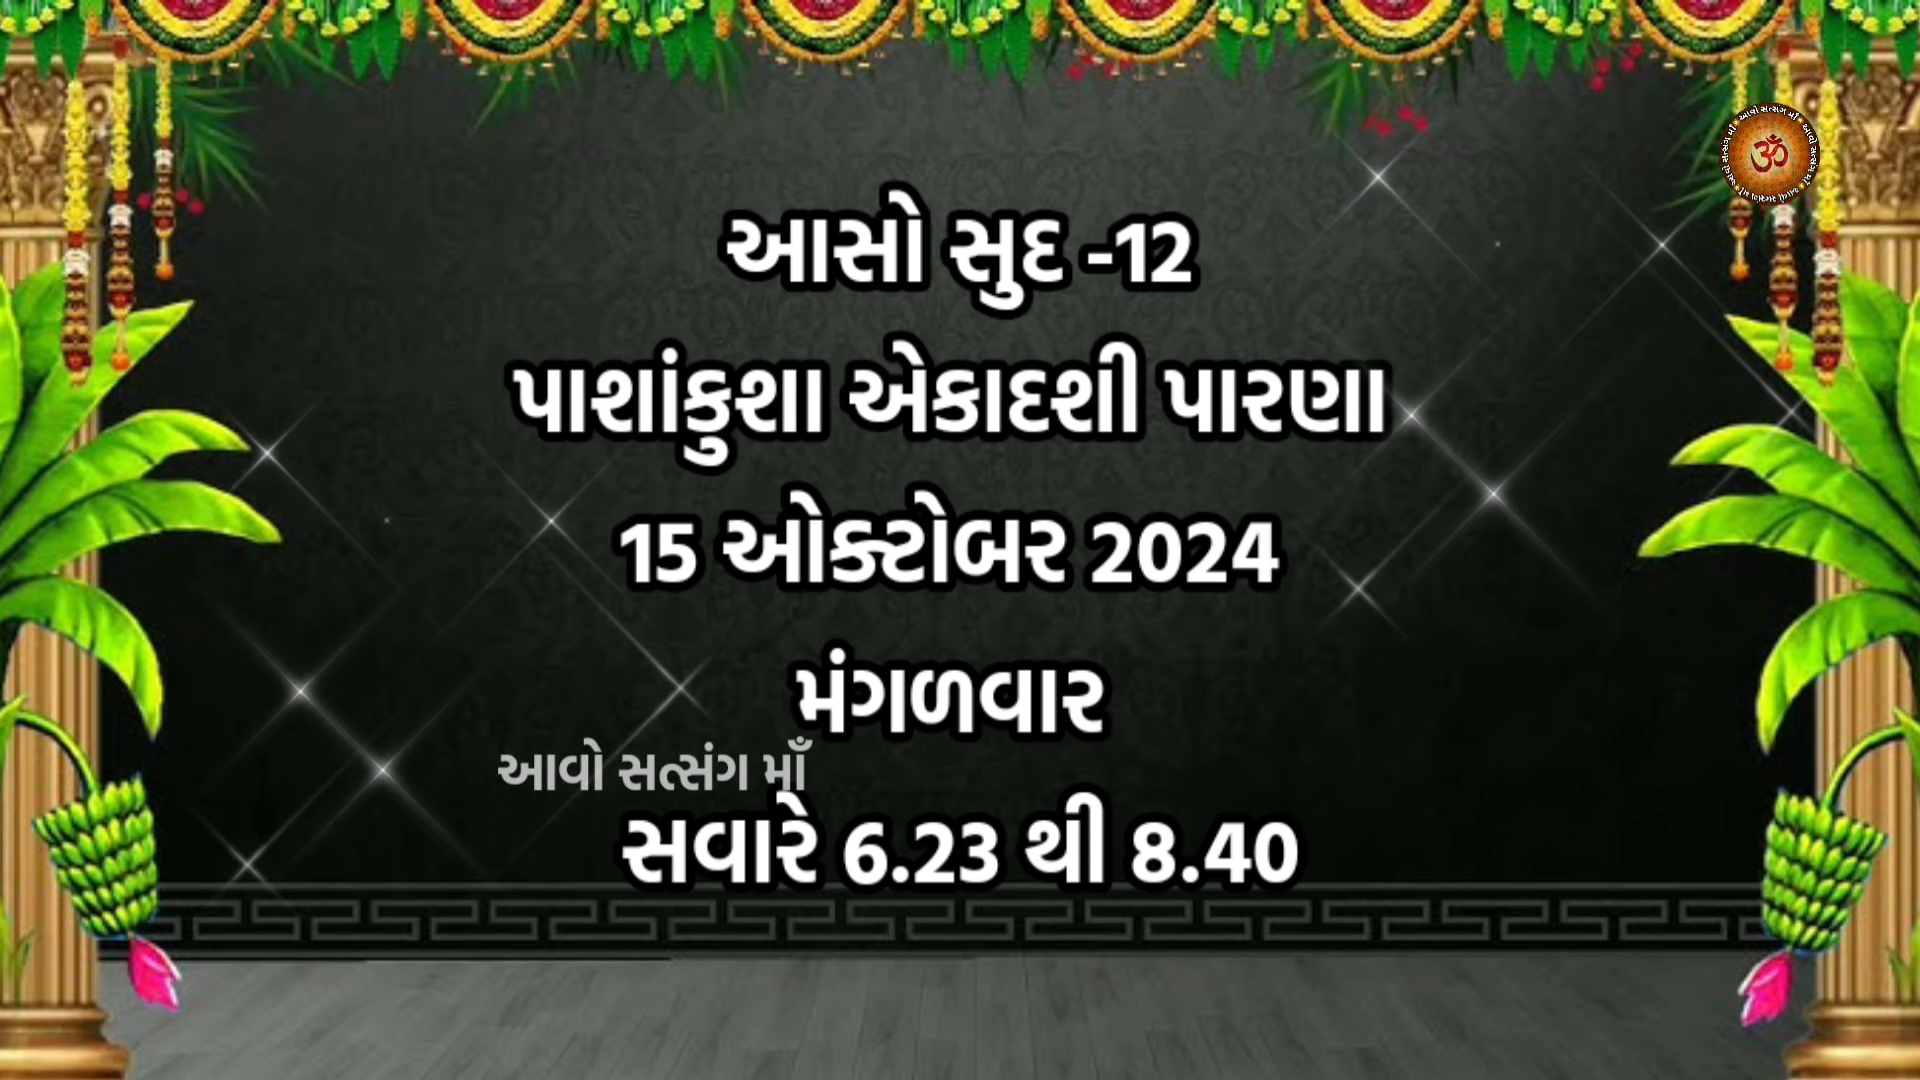 આસો સુદ -12
પાશાંકુશા એકાદશી પારણા
15 ઓક્ટોબર 2024
મંગળવાર
આવો સત્સંગ માઁ
સવારે 6.23 થી 8.40
ૐ